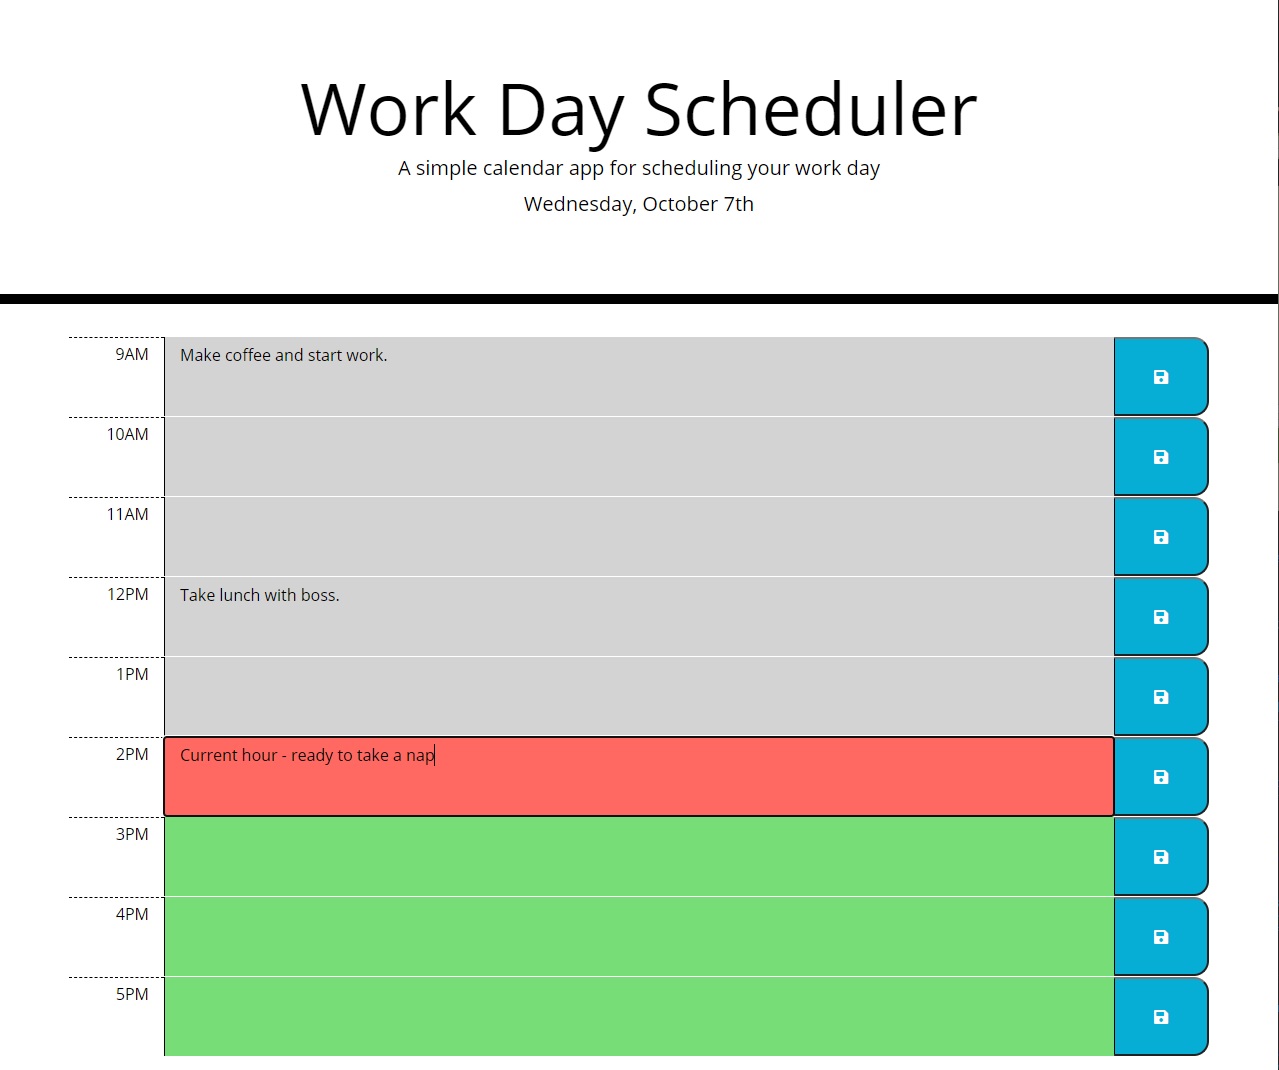 Work Day Scheduler
A simple calendar app for scheduling your work day
Wednesday, October 7th
9AM Make coffee and start work.
10AM
11AM
12PM Take lunch with boss.
1PM
2PM Current hour - ready to take a nap
3PM
4PM
5PM